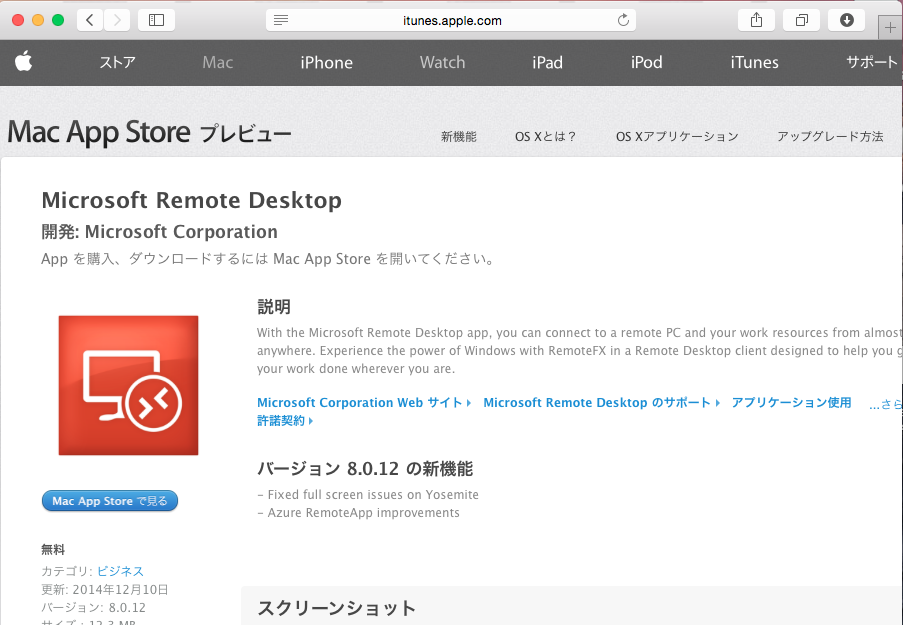 itunes.apple.com
ストア Mac iPhone Watch iPad iPod iTunes サポート
Mac App Store プレビュー
新機能 OS Xとは? OS Xアプリケーション アップグレード方法
Microsoft Remote Desktop
開発: Microsoft Corporation
App を購入、ダウンロードするには Mac App Store を開いてください。
説明
With the Microsoft Remote Desktop app, you can connect to a remote PC and your work resources from almost
anywhere. Experience the power of Windows with RemoteFX in a Remote Desktop client designed to help you
your work done wherever you are.
Microsoft Corporation Web サイト Microsoft Remote Desktop のサポート アプリケーション使用 ...さら
許諾契約
バージョン 8.0.12 の新機能
– Fixed full screen issues on Yosemite
– Azure RemoteApp improvements
Mac App Store で見る
無料
カテゴリ: ビジネス
更新: 2014年12月10日
バージョン: 8.0.12
サイズ : 12.3 MB
スクリーンショット